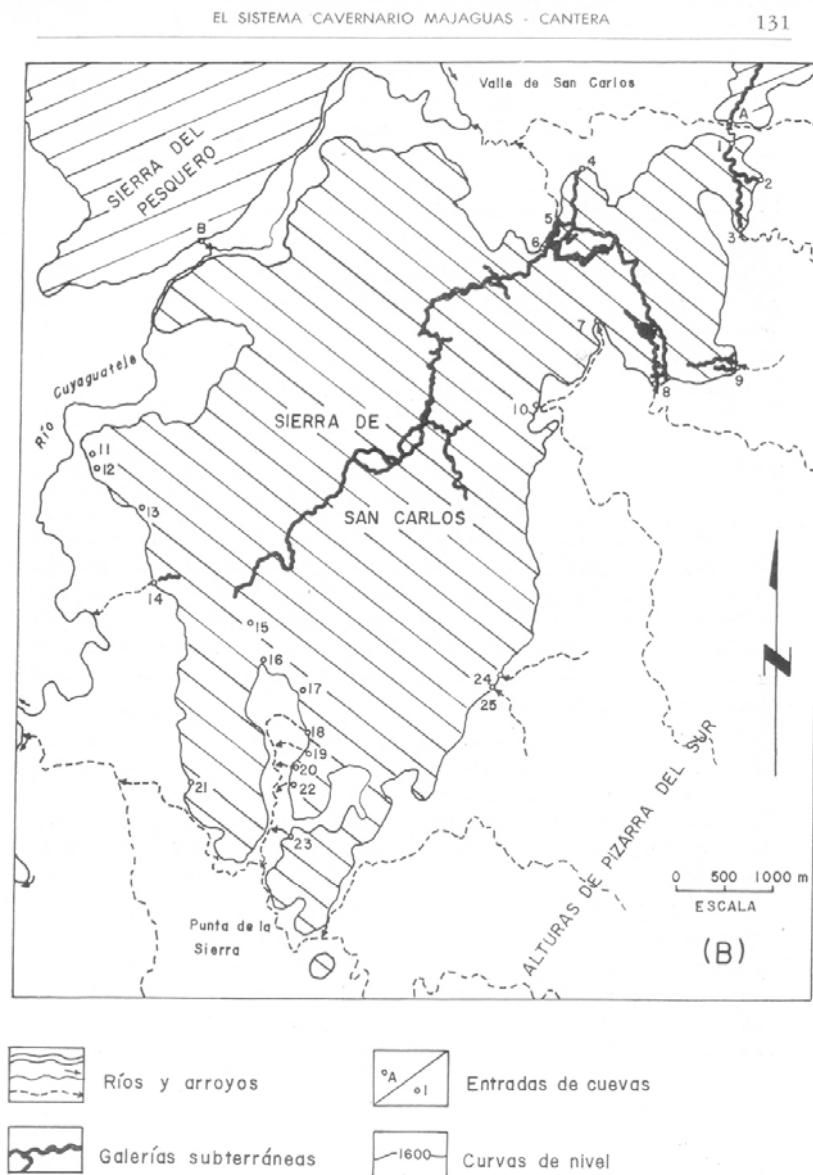 EL SISTEMA CAVERNARIO MAJAGUAS - CANTERA
131
Valle de San Carlos
A
1
2
3
4
5
6
SIERRA DEL
PESQUERO
B
7
8
9
10
Río Cuyaguateje
11
12
13
SIERRA DE
SAN CARLOS
14
15
16
17
18
19
20
21
22
23
24
25
ALTURAS DE PIZARRA DEL SUR
N
0 500 1000 m
ESCALA
(B)
Punta de la
Sierra
Ríos y arroyos
A
1
Entradas de cuevas
Galerías subterráneas
1600
Curvas de nivel